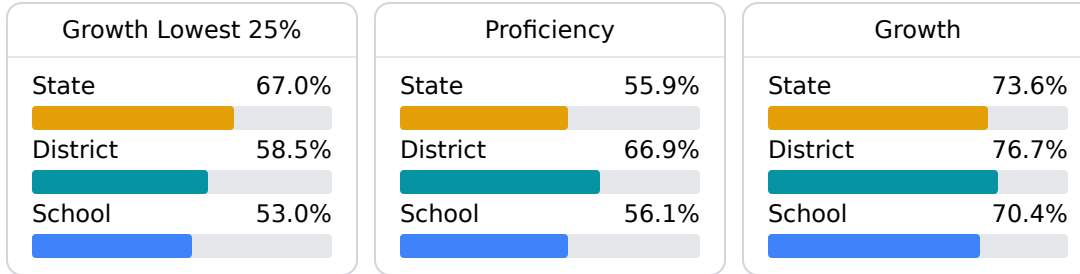 Growth Lowest 25%
State 67.0%
District 58.5%
School 53.0%
Proficiency
State 55.9%
District 66.9%
School 56.1%
Growth
State 73.6%
District 76.7%
School 70.4%